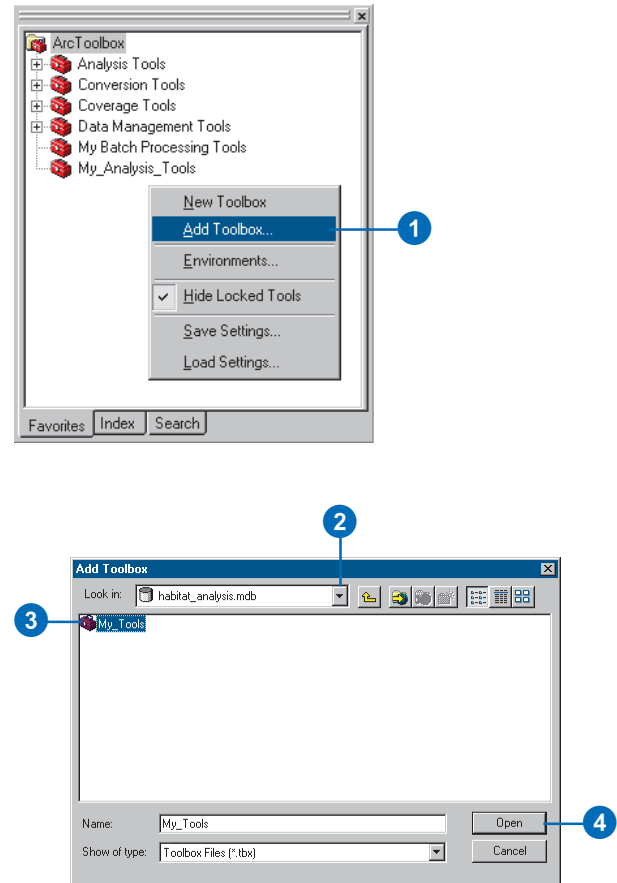 ArcToolbox
Analysis Tools
Conversion Tools
Coverage Tools
Data Management Tools
My Batch Processing Tools
My_Analysis_Tools
New Toolbox
Add Toolbox...
1
Environments...
Hide Locked Tools
Save Settings...
Load Settings...
Favorites Index Search
2
Add Toolbox
Look in: habitat_analysis.mdb
3
My_Tools
Name: My_Tools Open
4
Show of type: Toolbox Files (*.tbx) Cancel